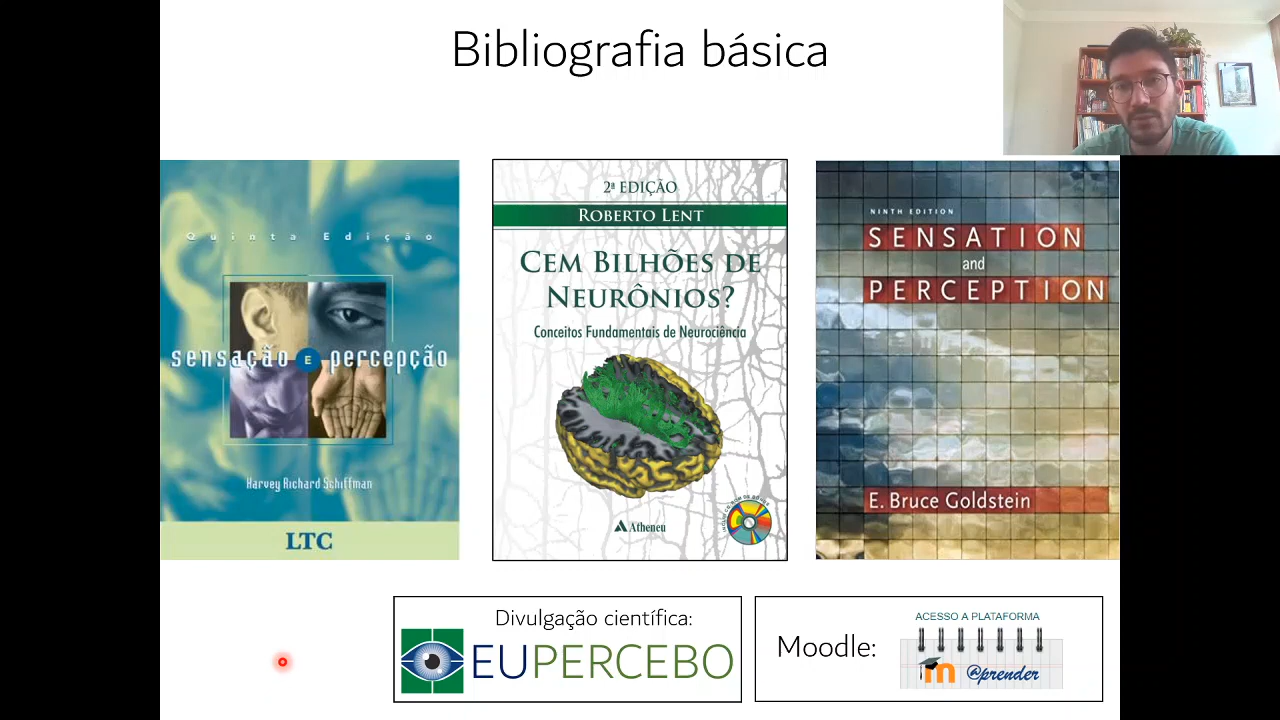 Bibliografia básica
Quinta Edição
sensação E percepção
Harvey Richard Schiffman
LTC
2ª EDIÇÃO
ROBERTO LENT
CEM BILHÕES DE
NEURÔNIOS?
Conceitos Fundamentais de Neurociência
Atheneu
NINTH EDITION
SENSATION
and
PERCEPTION
E. Bruce Goldstein
Divulgação científica:
EUPERCEBO
Moodle:
ACESSO A PLATAFORMA
m @prender